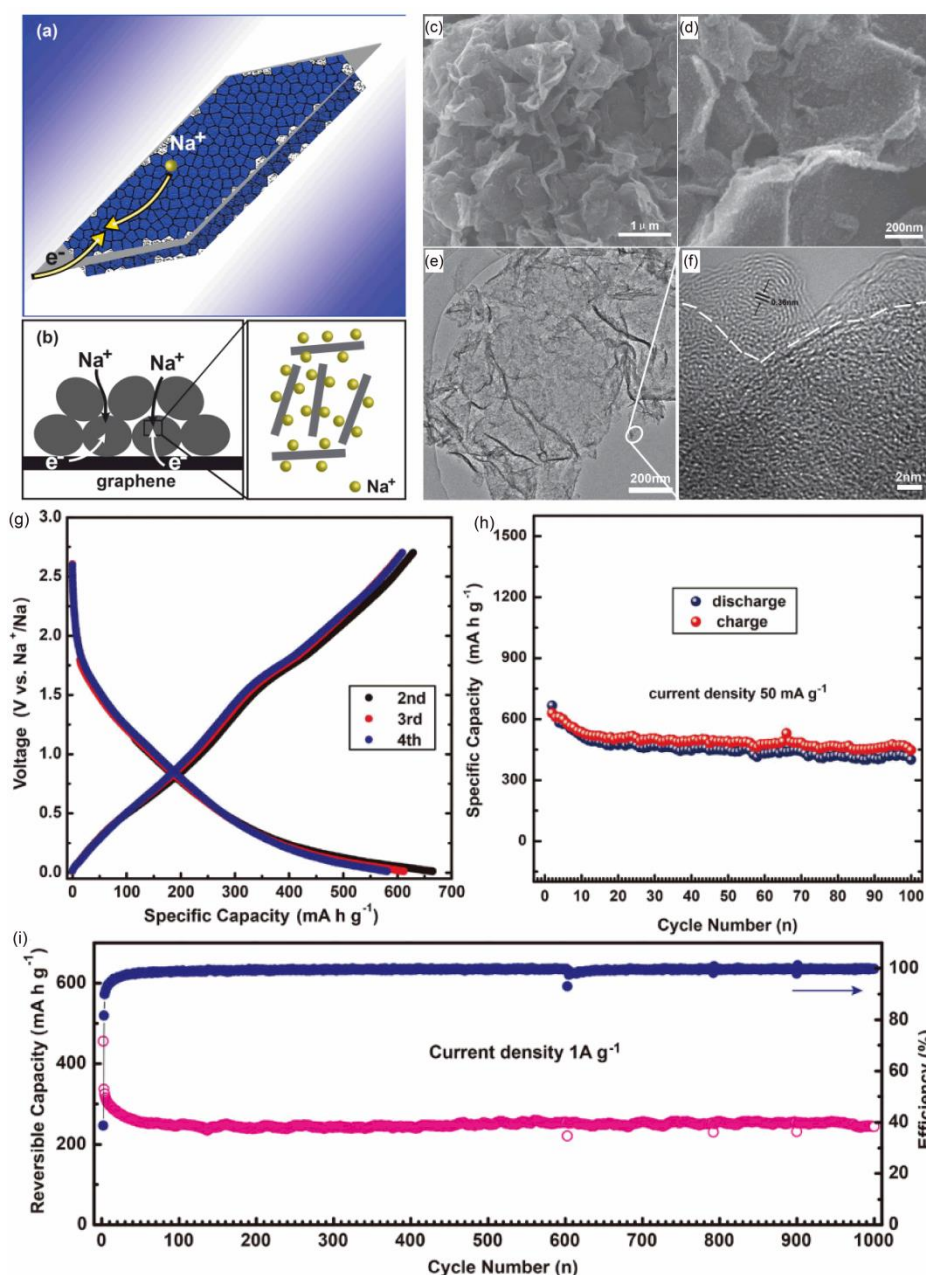 (a)
Na+
e-
(b)
Na+ Na+
e- e-
graphene
Na+
(c)
1μm
(d)
200nm
(e)
200nm
(f)
0.36nm
2nm
(g)
3.0
2.5
2.0
1.5
1.0
0.5
0.0
Voltage (V vs. Na+/Na)
2nd
3rd
4th
0 100 200 300 400 500 600 700
Specific Capacity (mA h g-1)
(h)
1500
1200
900
600
300
0
Specific Capacity (mA h g-1)
discharge
charge
current density 50 mA g-1
0 10 20 30 40 50 60 70 80 90 100
Cycle Number (n)
(i)
600
400
200
0
Reversible Capacity (mA h g-1)
Current density 1A g-1
100
80
60
40
20
0
Efficiency (%)
0 100 200 300 400 500 600 700 800 900 1000
Cycle Number (n)